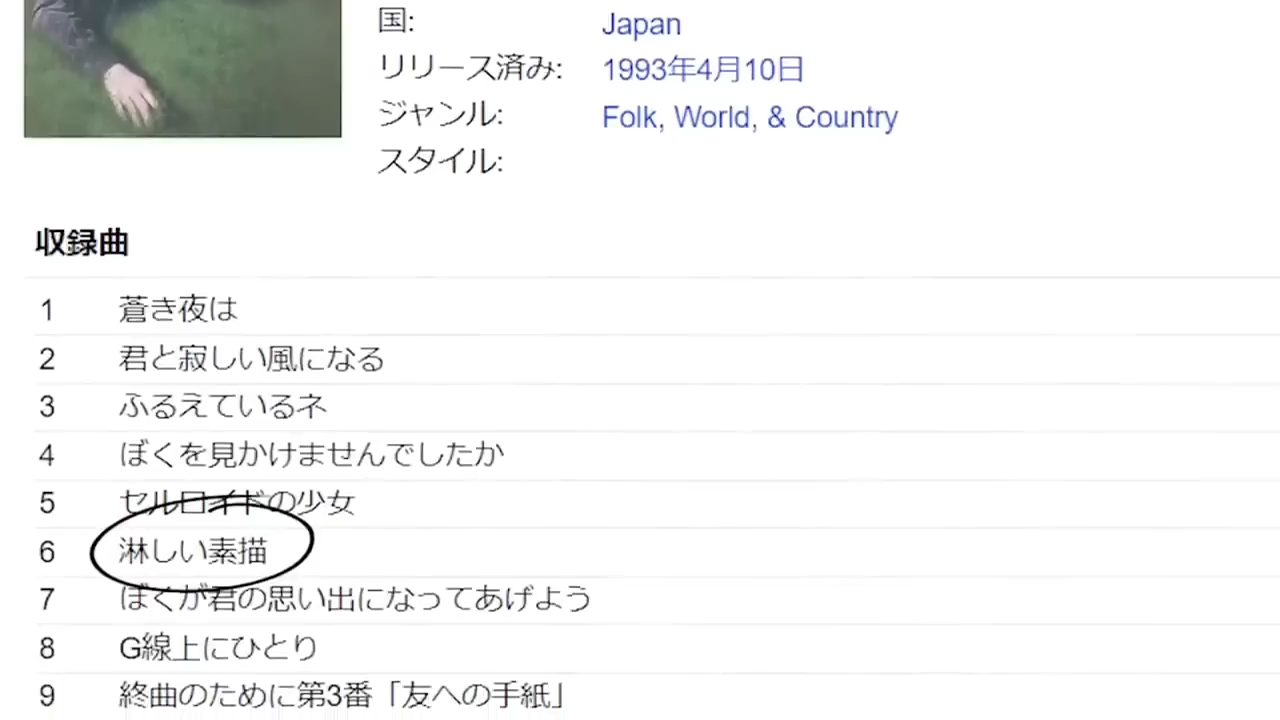 国: Japan
リリース済み: 1993年4月10日
ジャンル: Folk, World, & Country
スタイル:
収録曲
1 蒼き夜は
2 君と寂しい風になる
3 ふるえているネ
4 ぼくを見かけませんでしたか
5 セルロイドの少女
6 淋しい素描
7 ぼくが君の思い出になってあげよう
8 G線上にひとり
9 終曲のために第3番「友への手紙」